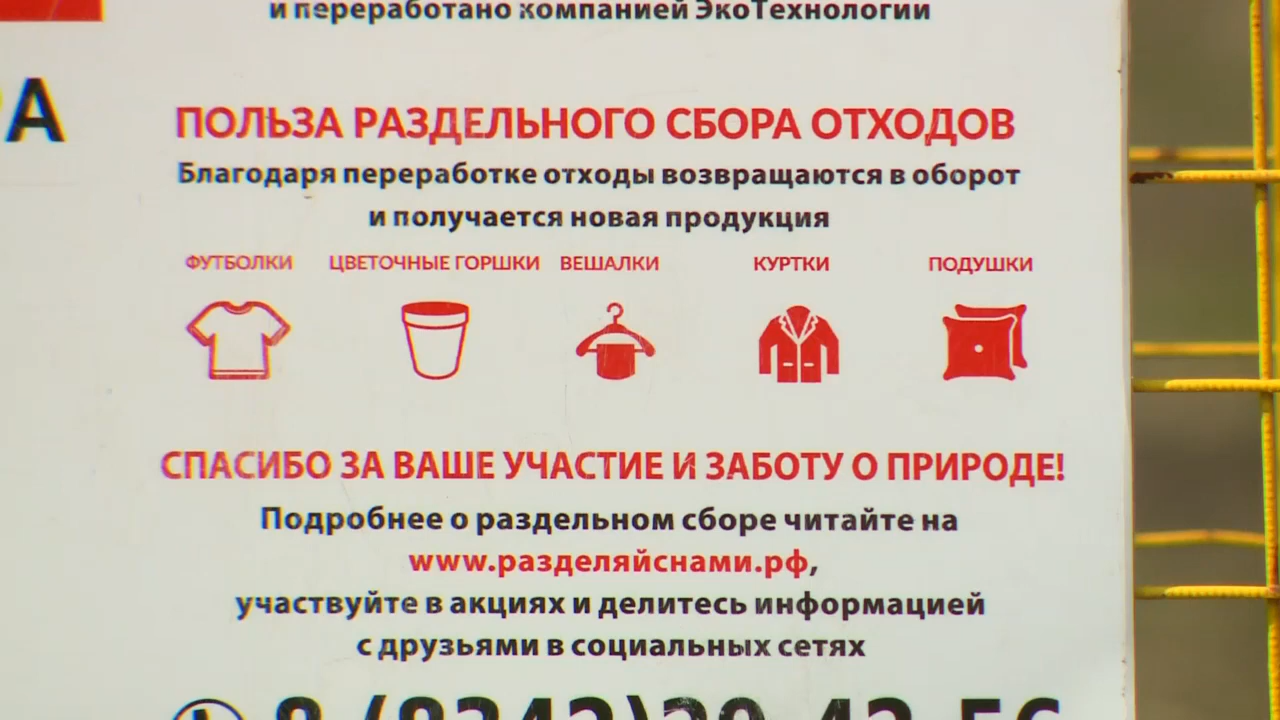 и переработано компанией ЭкоТехнологии
А
ПОЛЬЗА РАЗДЕЛЬНОГО СБОРА ОТХОДОВ
Благодаря переработке отходы возвращаются в оборот
и получается новая продукция
ФУТБОЛКИ ЦВЕТОЧНЫЕ ГОРШКИ ВЕШАЛКИ КУРТКИ ПОДУШКИ
СПАСИБО ЗА ВАШЕ УЧАСТИЕ И ЗАБОТУ О ПРИРОДЕ!
Подробнее о раздельном сборе читайте на
www.разделяйснами.рф,
участвуйте в акциях и делитесь информацией
с друзьями в социальных сетях